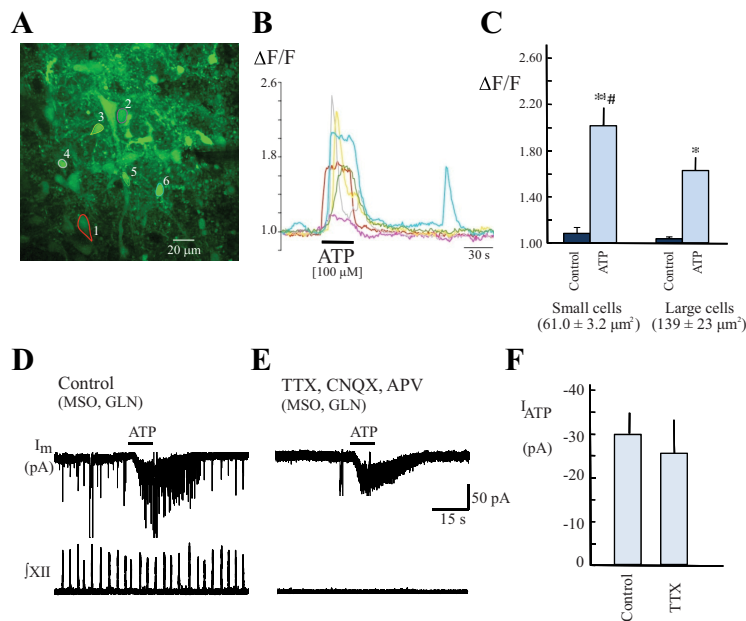 A
1
2
3
4
5
6
20 μm
B
ΔF/F
2.6
1.8
1.0
ATP
[100 μM]
30 s
C
ΔF/F
2.60
2.20
1.80
1.40
1.00
**#
*
Control
ATP
Control
ATP
Small cells
(61.0 ± 3.2 μm²)
Large cells
(139 ± 23 μm²)
D
Control
(MSO, GLN)
ATP
Im
(pA)
∫XII
E
TTX, CNQX, APV
(MSO, GLN)
ATP
50 pA
15 s
F
IATP
(pA)
-40
-30
-20
-10
0
Control
TTX